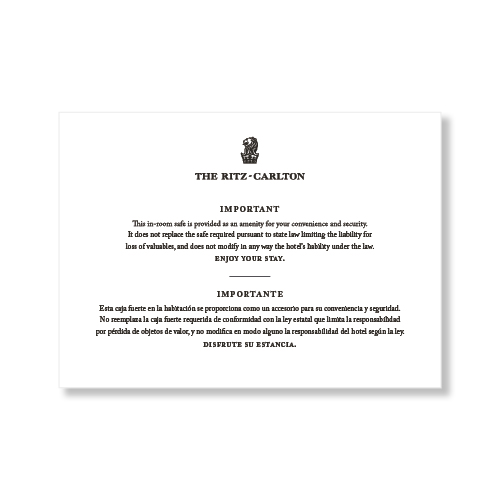 THE RITZ-CARLTON
IMPORTANT
This in-room safe is provided as an amenity for your convenience and security.
It does not replace the safe required pursuant to state law limiting the liability for
loss of valuables, and does not modify in any way the hotel's liability under the law.
ENJOY YOUR STAY.
IMPORTANTE
Esta caja fuerte en la habitación se proporciona como un accesorio para su conveniencia y seguridad.
No reemplaza la caja fuerte requerida de conformidad con la ley estatal que limita la responsabilidad
por pérdida de objetos de valor, y no modifica en modo alguno la responsabilidad del hotel según la ley.
DISFRUTE SU ESTANCIA.